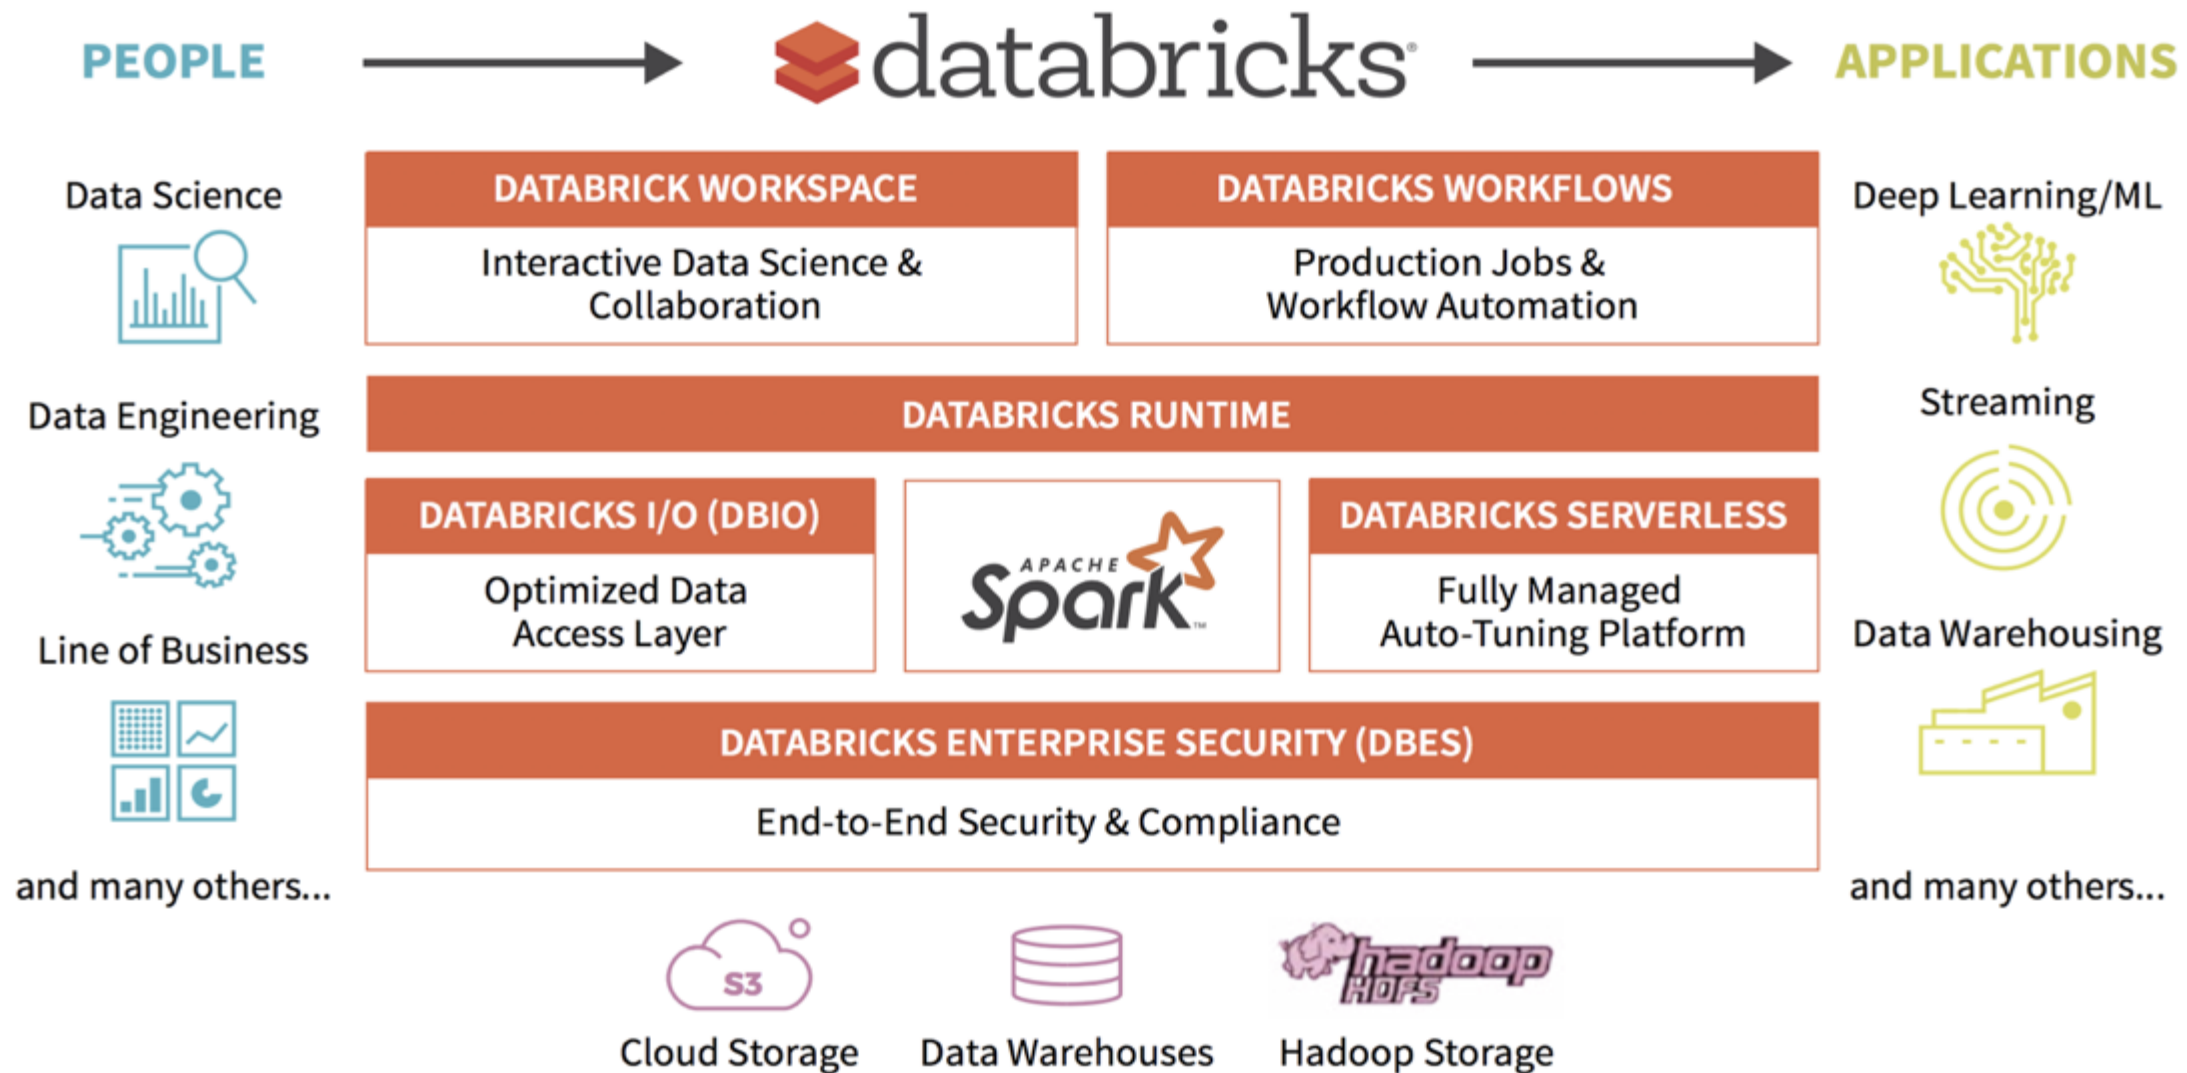 PEOPLE
databricks
APPLICATIONS
Data Science
Data Engineering
Line of Business
and many others...
DATABRICK WORKSPACE
Interactive Data Science &
Collaboration
DATABRICKS WORKFLOWS
Production Jobs &
Workflow Automation
DATABRICKS RUNTIME
DATABRICKS I/O (DBIO)
Optimized Data
Access Layer
APACHE
Spark™
DATABRICKS SERVERLESS
Fully Managed
Auto-Tuning Platform
DATABRICKS ENTERPRISE SECURITY (DBES)
End-to-End Security & Compliance
S3
Cloud Storage
Data Warehouses
hadoop
HDFS
Hadoop Storage
Deep Learning/ML
Streaming
Data Warehousing
and many others...